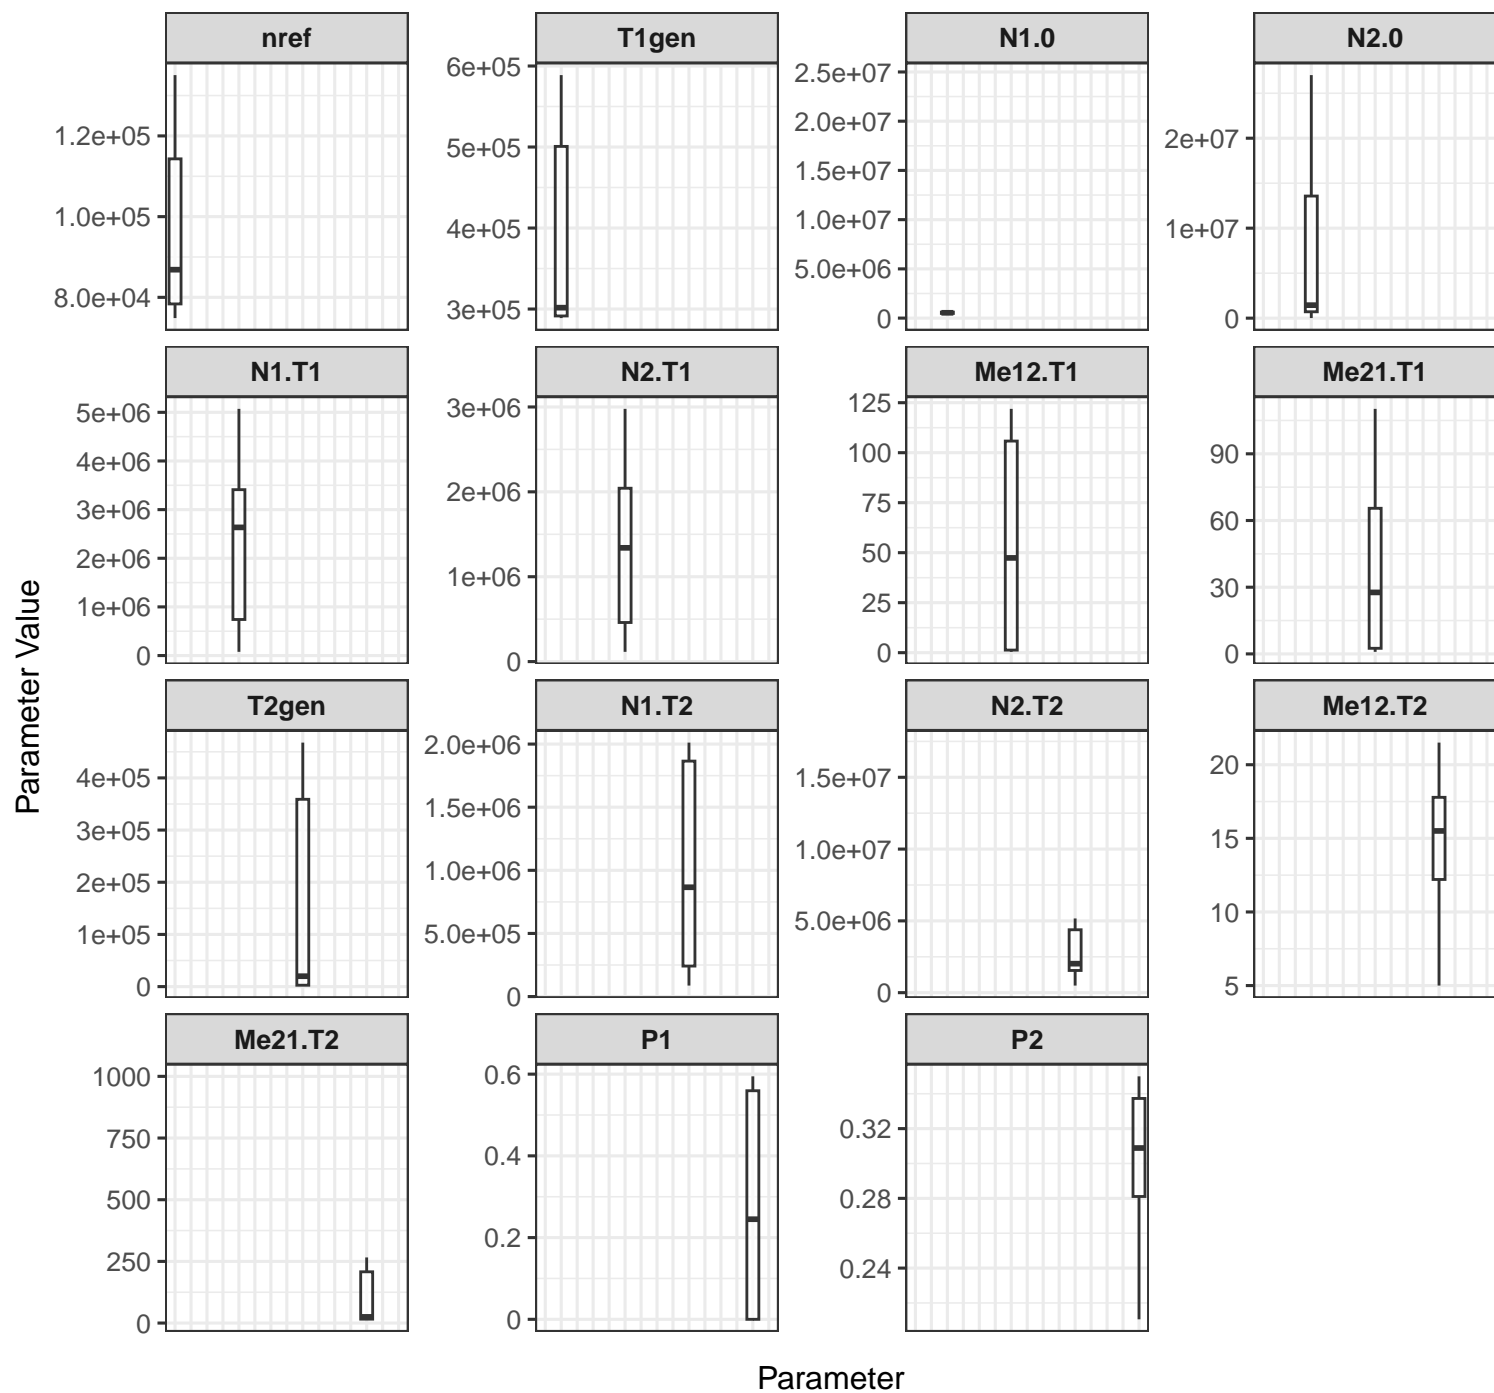 nref
T1gen
N1.0
N2.0
1.2e+05
1.0e+05
8.0e+04
6e+05
5e+05
4e+05
3e+05
2.5e+07
2.0e+07
1.5e+07
1.0e+07
5.0e+06
0
2e+07
1e+07
0
N1.T1
N2.T1
Me12.T1
Me21.T1
5e+06
4e+06
3e+06
2e+06
1e+06
0
3e+06
2e+06
1e+06
0
125
100
75
50
25
0
90
60
30
0
T2gen
N1.T2
N2.T2
Me12.T2
4e+05
3e+05
2e+05
1e+05
0
2.0e+06
1.5e+06
1.0e+06
5.0e+05
0
1.5e+07
1.0e+07
5.0e+06
0
20
15
10
5
Me21.T2
P1
P2
1000
750
500
250
0
0.6
0.4
0.2
0
0.32
0.28
0.24
Parameter Value
Parameter